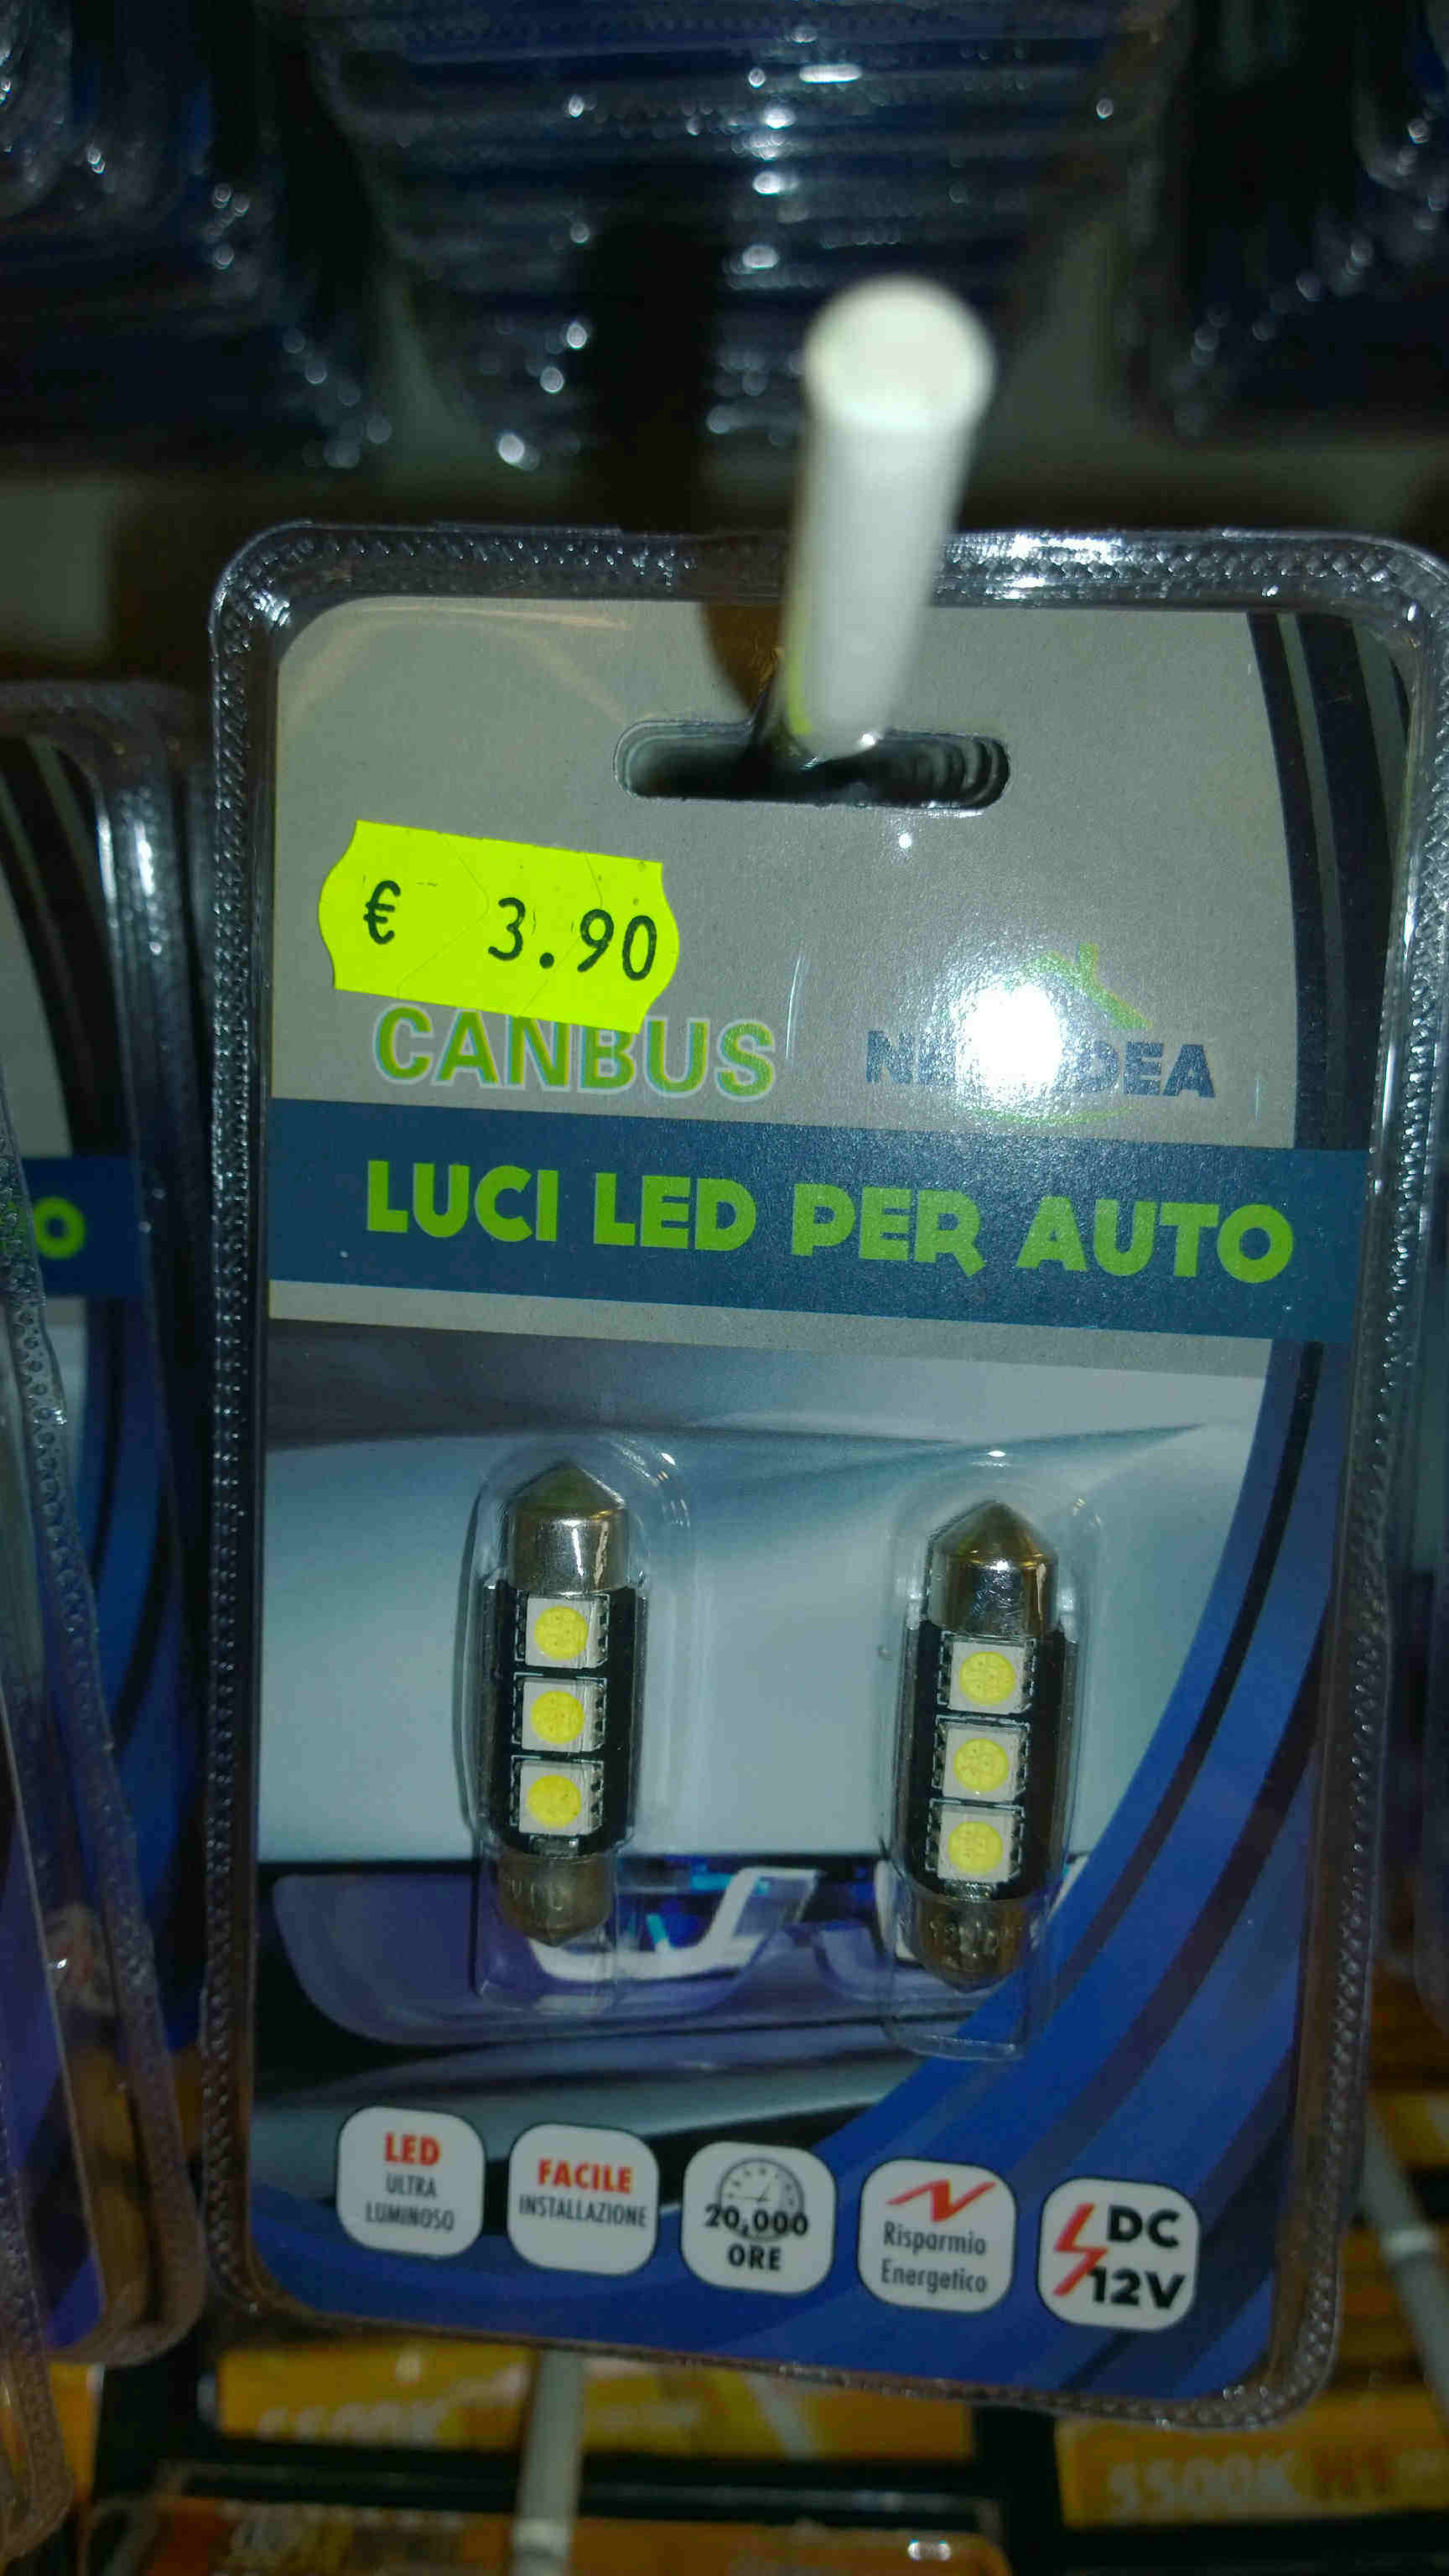 € 3.90
CANBUS
LUCI LED PER AUTO
O
LED
ULTRA
LUMINOSO
FACILE
INSTALLAZIONE
20,000
ORE
Risparmio
Energetico
DC
12V
5500K